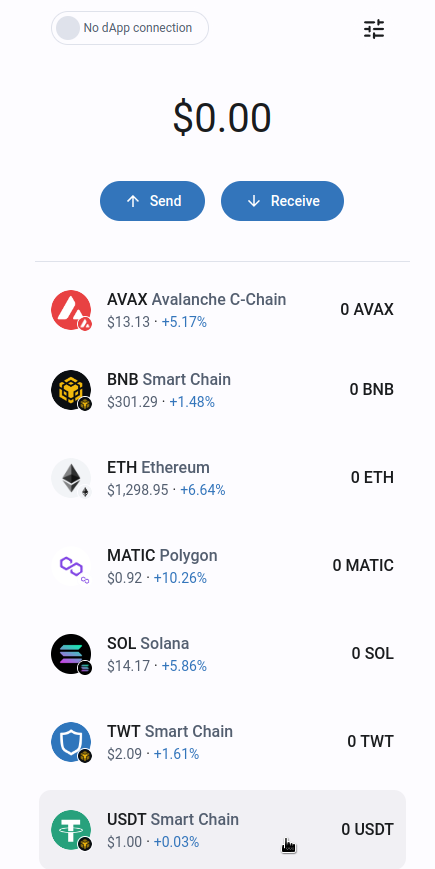 No dApp connection
$0.00
Send
Receive
AVAX Avalanche C-Chain
$13.13 · +5.17%
0 AVAX
BNB Smart Chain
$301.29 · +1.48%
0 BNB
ETH Ethereum
$1,298.95 · +6.64%
0 ETH
MATIC Polygon
$0.92 · +10.26%
0 MATIC
SOL Solana
$14.17 · +5.86%
0 SOL
TWT Smart Chain
$2.09 · +1.61%
0 TWT
USDT Smart Chain
$1.00 · +0.03%
0 USDT